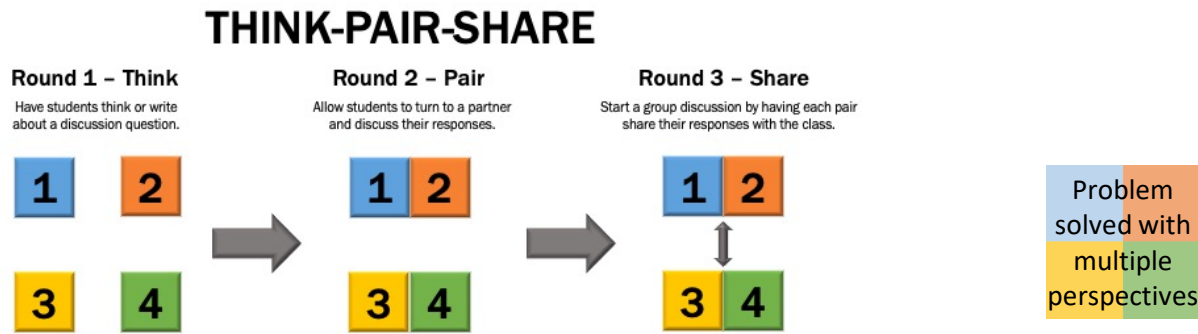 THINK-PAIR-SHARE
Round 1 – Think
Have students think or write
about a discussion question.
Round 2 – Pair
Allow students to turn to a partner
and discuss their responses.
Round 3 – Share
Start a group discussion by having each pair
share their responses with the class.
1 2
3 4
1 2
3 4
1 2
3 4
Problem
solved with
multiple
perspectives